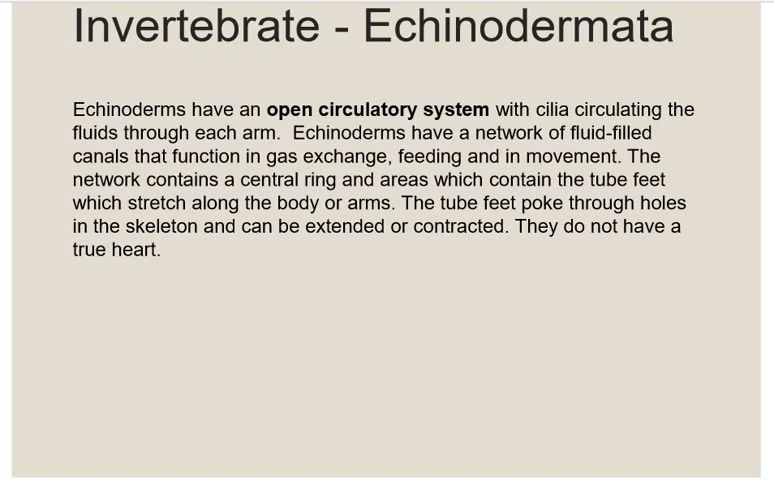 Invertebrate - Echinodermata
Echinoderms have an open circulatory system with cilia circulating the
fluids through each arm.  Echinoderms have a network of fluid-filled
canals that function in gas exchange, feeding and in movement. The
network contains a central ring and areas which contain the tube feet
which stretch along the body or arms. The tube feet poke through holes
in the skeleton and can be extended or contracted. They do not have a
true heart.